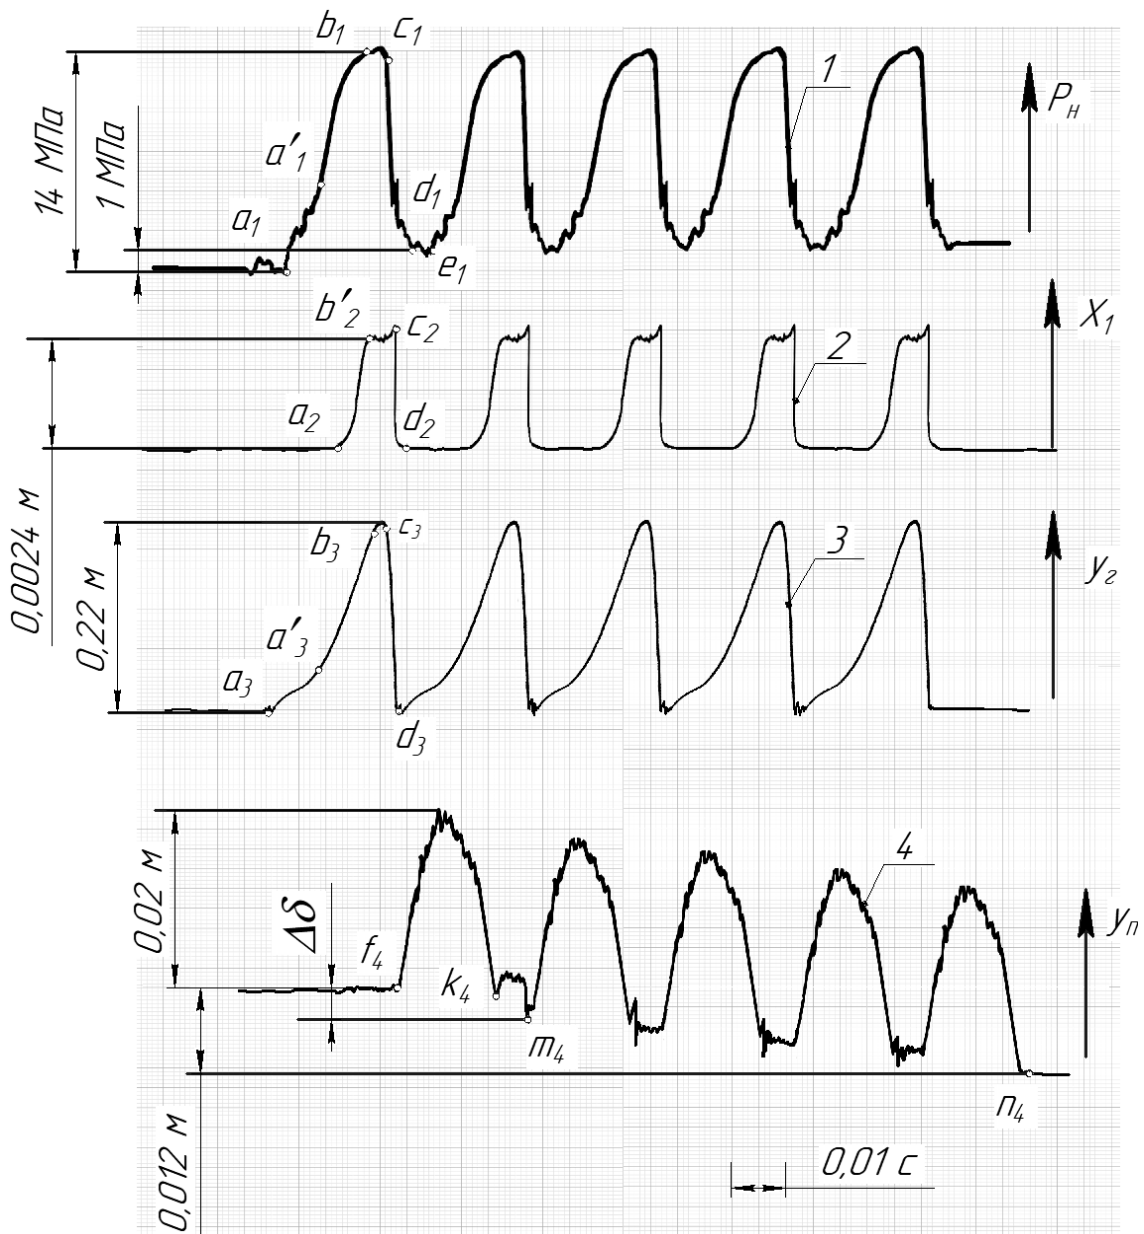 b₁ c₁
1
Pн
14 МПа
1 МПа
a'₁
d₁
a₁
e₁
b'₂
c₂
X₁
2
a₂
d₂
0,0024 м
b₃
c₃
3
yг
0,22 м
a'₃
a₃
d₃
4
0,02 м
Δδ
f₄
k₄
yп
m₄
n₄
0,012 м
0,01 с